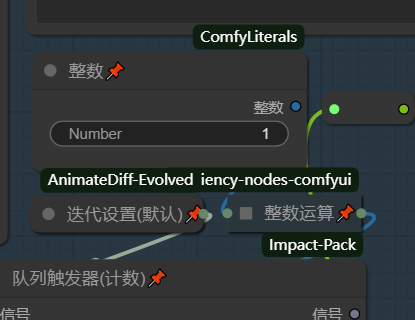 ComfyLiterals
整数
整数
Number 1
AnimateDiff-Evolved iency-nodes-comfyui
迭代设置(默认) 整数运算
Impact-Pack
队列触发器(计数)
信号 信号